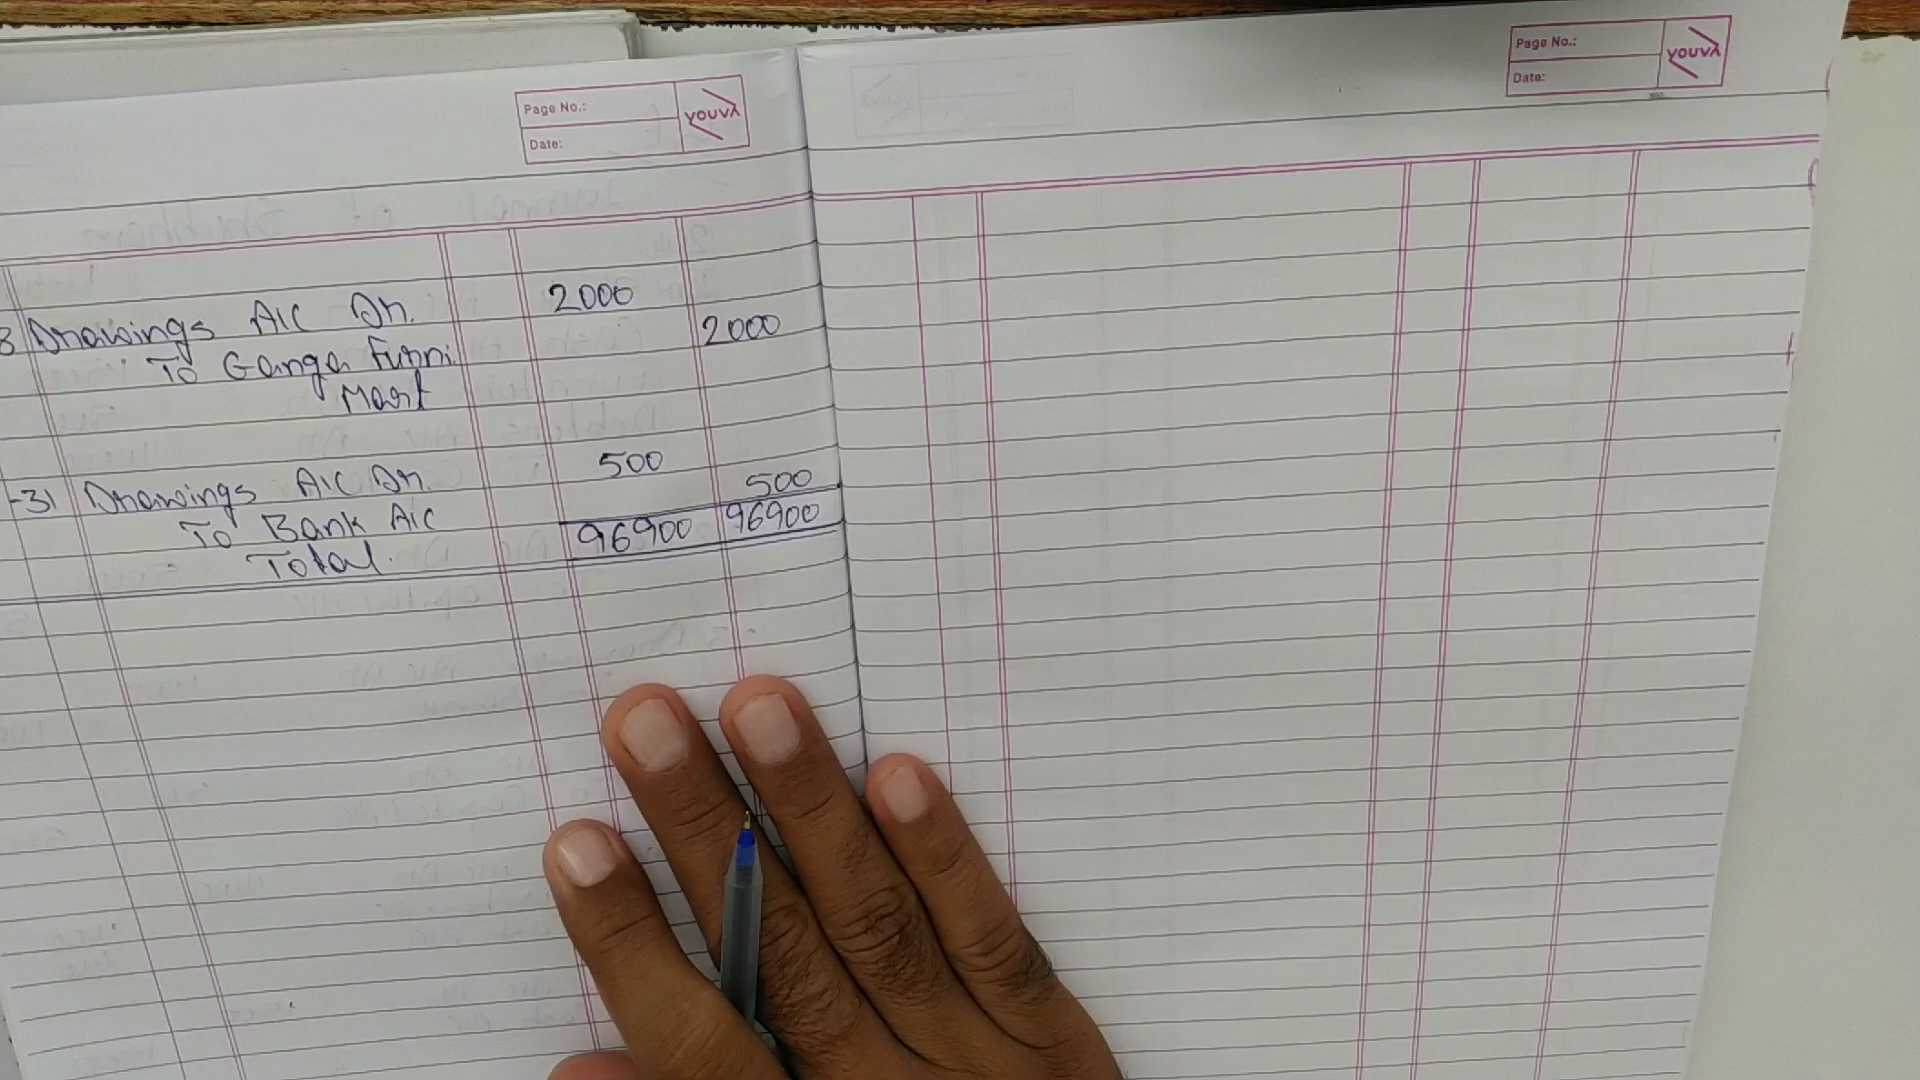 Page No.:
Date:
youva
Page No.:
Date:
youva
Drawings A/C Dr. 2000
To Ganga Furni. 2000
Mart
-31 Drawings A/C Dr. 500
To Bank A/C 500
Total. 96900 96900